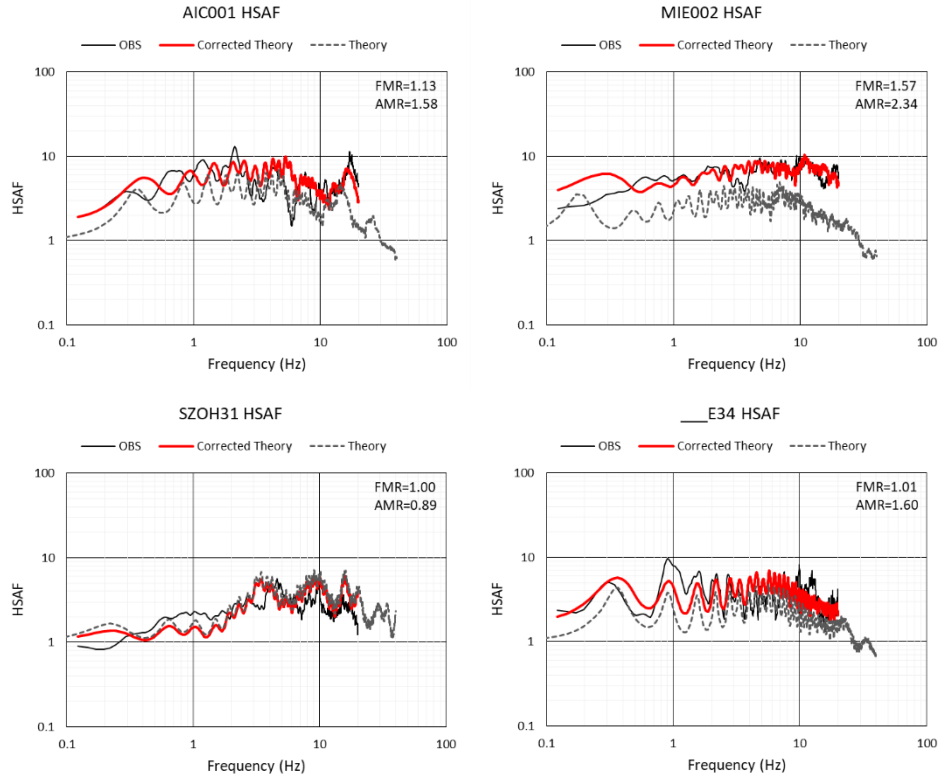 AIC001 HSAF
OBS Corrected Theory Theory
100
10
1
0.1
HSAF
FMR=1.13
AMR=1.58
0.1 1 10 100
Frequency (Hz)
MIE002 HSAF
OBS Corrected Theory Theory
100
10
1
0.1
HSAF
FMR=1.57
AMR=2.34
0.1 1 10 100
Frequency (Hz)
SZOH31 HSAF
OBS Corrected Theory Theory
100
10
1
0.1
HSAF
FMR=1.00
AMR=0.89
0.1 1 10 100
Frequency (Hz)
___E34 HSAF
OBS Corrected Theory Theory
100
10
1
0.1
HSAF
FMR=1.01
AMR=1.60
0.1 1 10 100
Frequency (Hz)